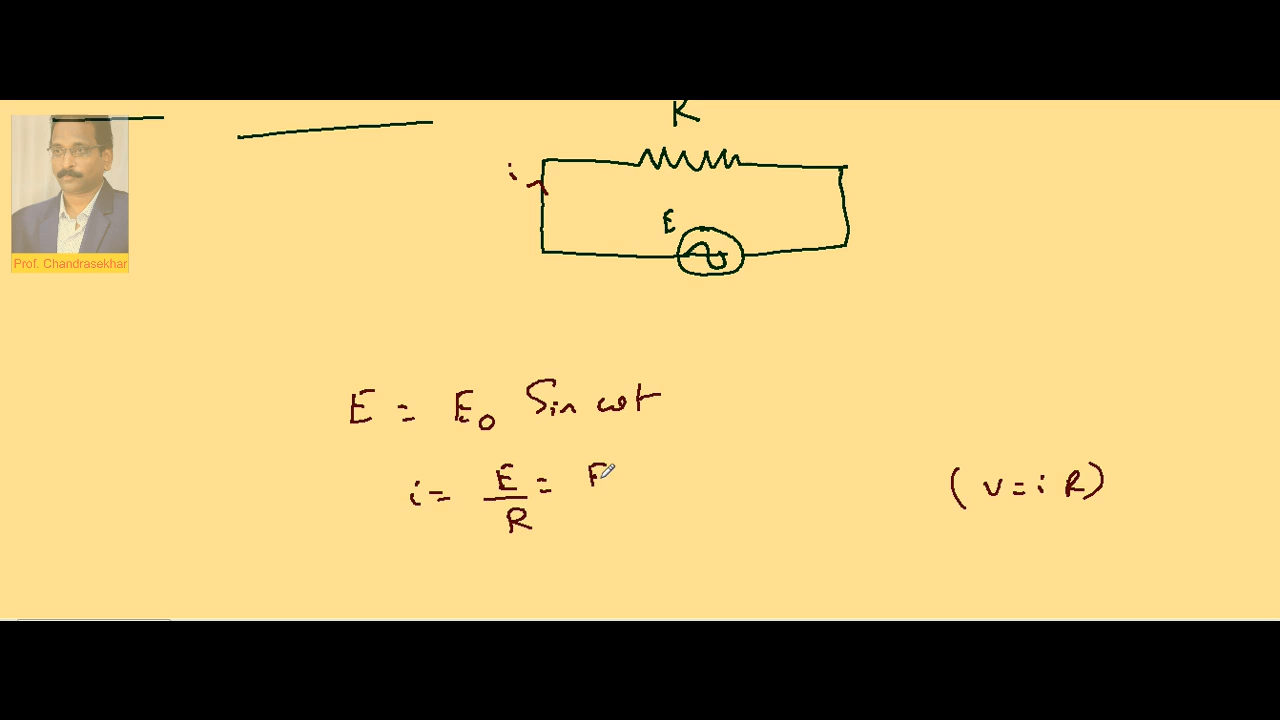 R
i
E
Prof. Chandrasekhar
E = E₀ Sin ωt
i = E/R = E
(v = i R)